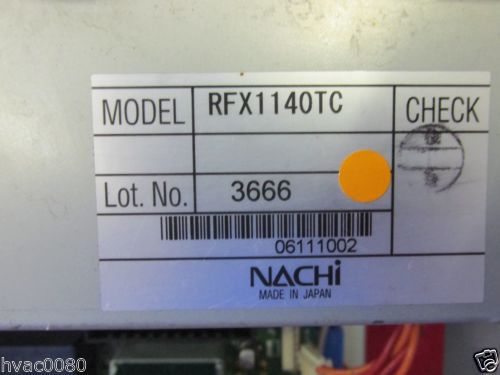 MODEL RFX1140TC CHECK
Lot. No. 3666
06111002
NACHi
MADE IN JAPAN
hvac0080